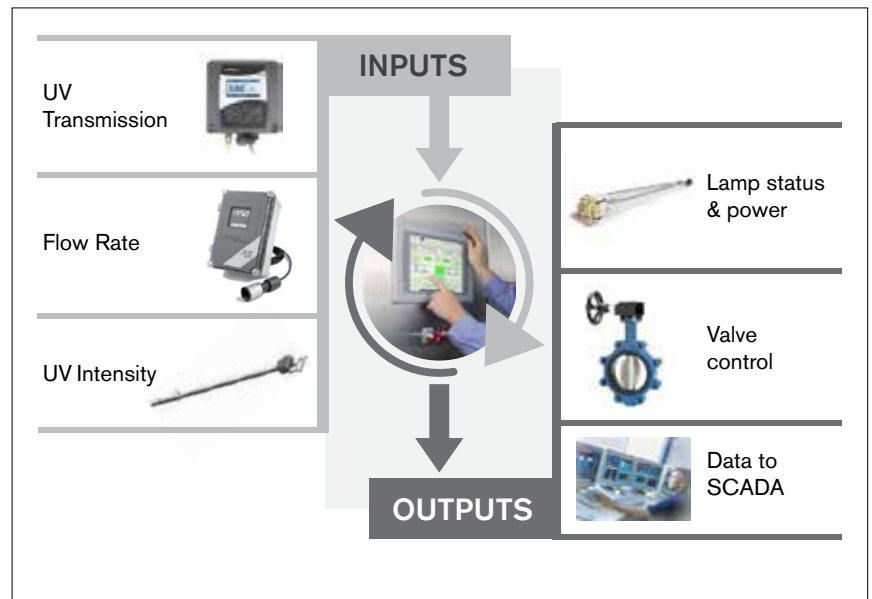 INPUTS
UV
Transmission
Flow Rate
UV Intensity
Lamp status
& power
Valve
control
Data to
SCADA
OUTPUTS